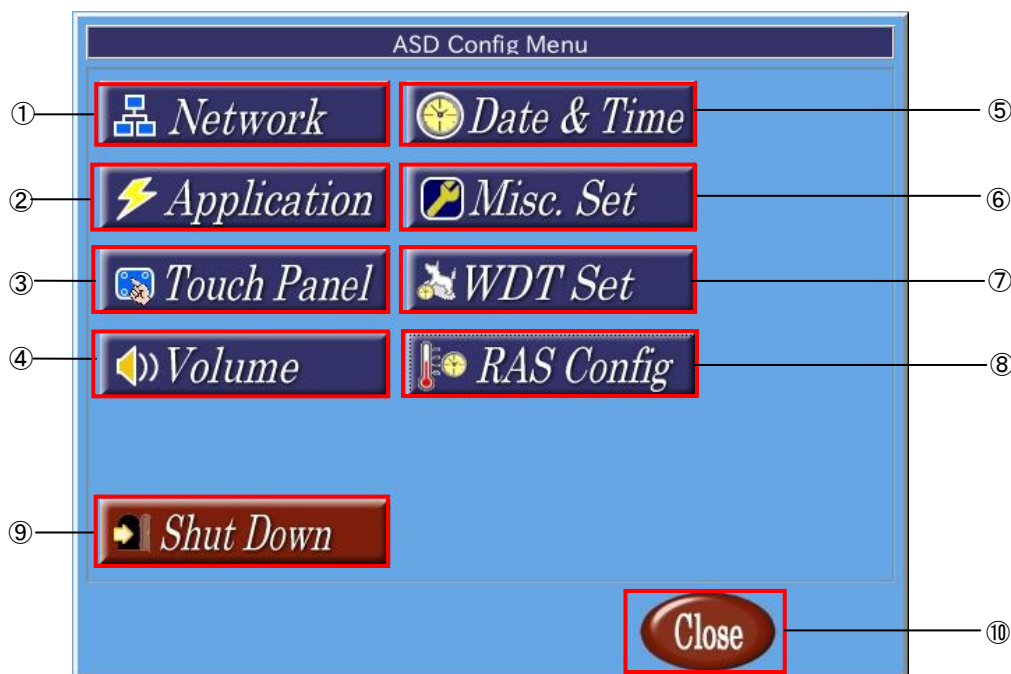 ASD Config Menu
① Network
⑤ Date & Time
② Application
⑥ Misc. Set
③ Touch Panel
⑦ WDT Set
④ Volume
⑧ RAS Config
⑨ Shut Down
⑩ Close